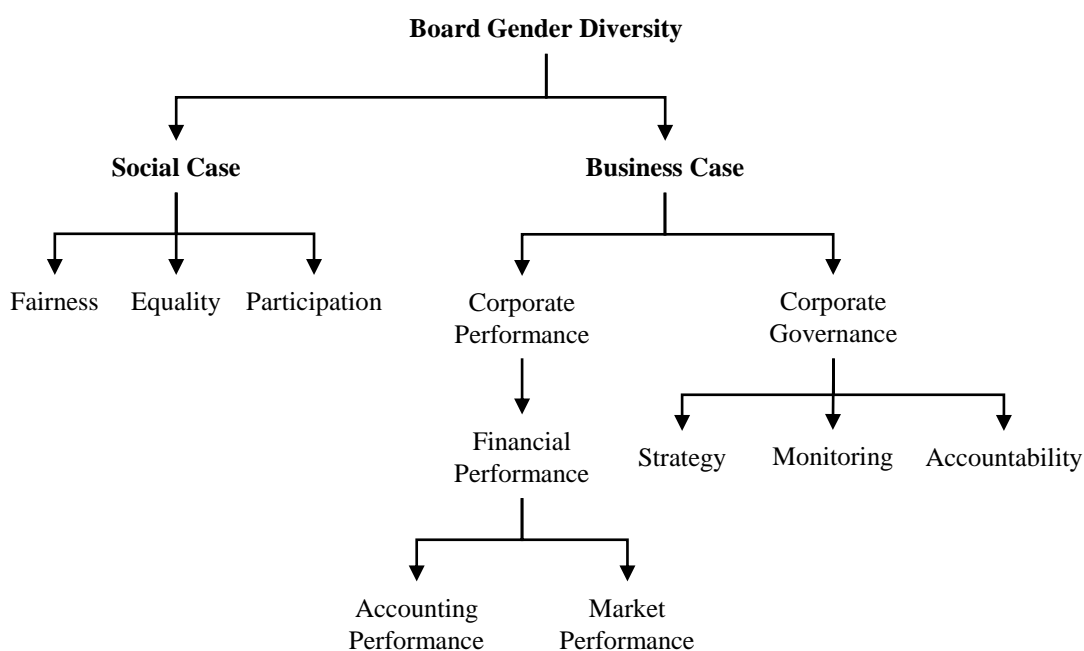 Board Gender Diversity
Social Case
Business Case
Fairness
Equality
Participation
Corporate
Performance
Corporate
Governance
Financial
Performance
Strategy
Monitoring
Accountability
Accounting
Performance
Market
Performance